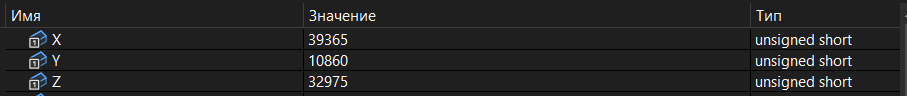 Имя Значение Тип
X 39365 unsigned short
Y 10860 unsigned short
Z 32975 unsigned short